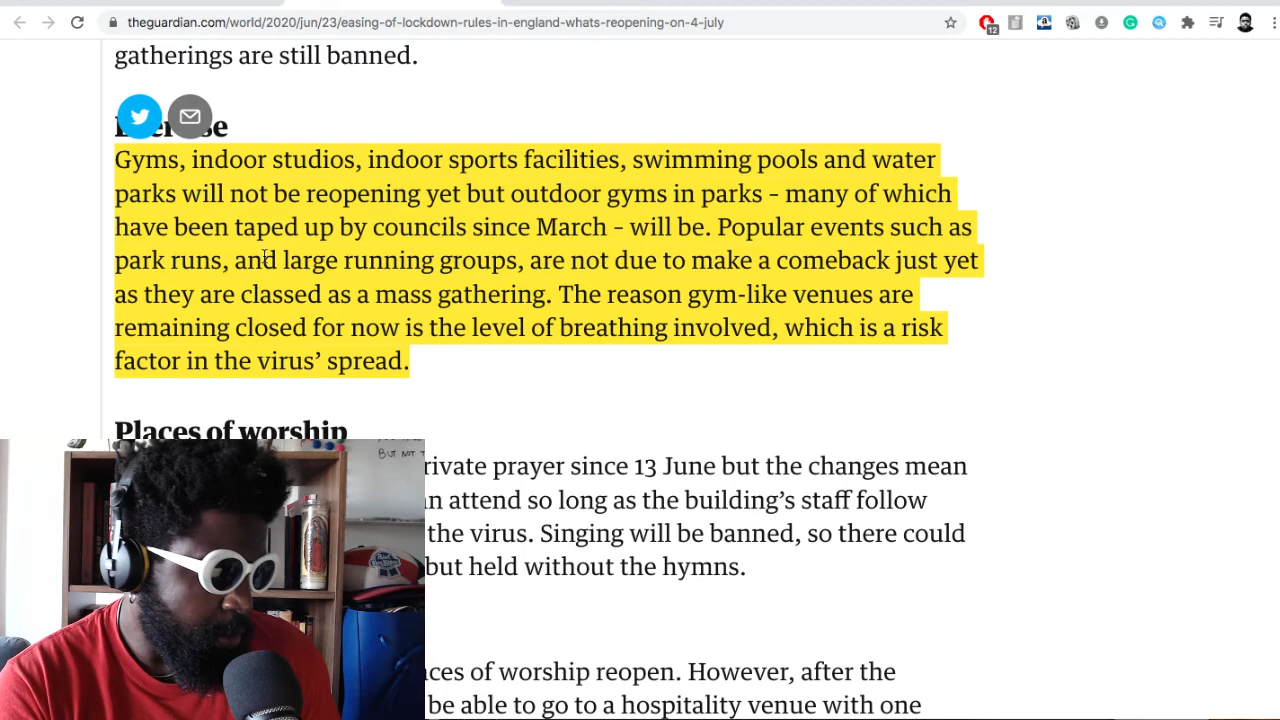 theguardian.com/world/2020/jun/23/easing-of-lockdown-rules-in-england-whats-reopening-on-4-july
12
gatherings are still banned.
Gyms, indoor studios, indoor sports facilities, swimming pools and water
parks will not be reopening yet but outdoor gyms in parks – many of which
have been taped up by councils since March – will be. Popular events such as
park runs, and large running groups, are not due to make a comeback just yet
as they are classed as a mass gathering. The reason gym-like venues are
remaining closed for now is the level of breathing involved, which is a risk
factor in the virus’ spread.
Places of worship
BUT NOT
prayer since 13 June but the changes mean
attend so long as the building’s staff follow
the virus. Singing will be banned, so there could
but held without the hymns.
of worship reopen. However, after the
be able to go to a hospitality venue with one